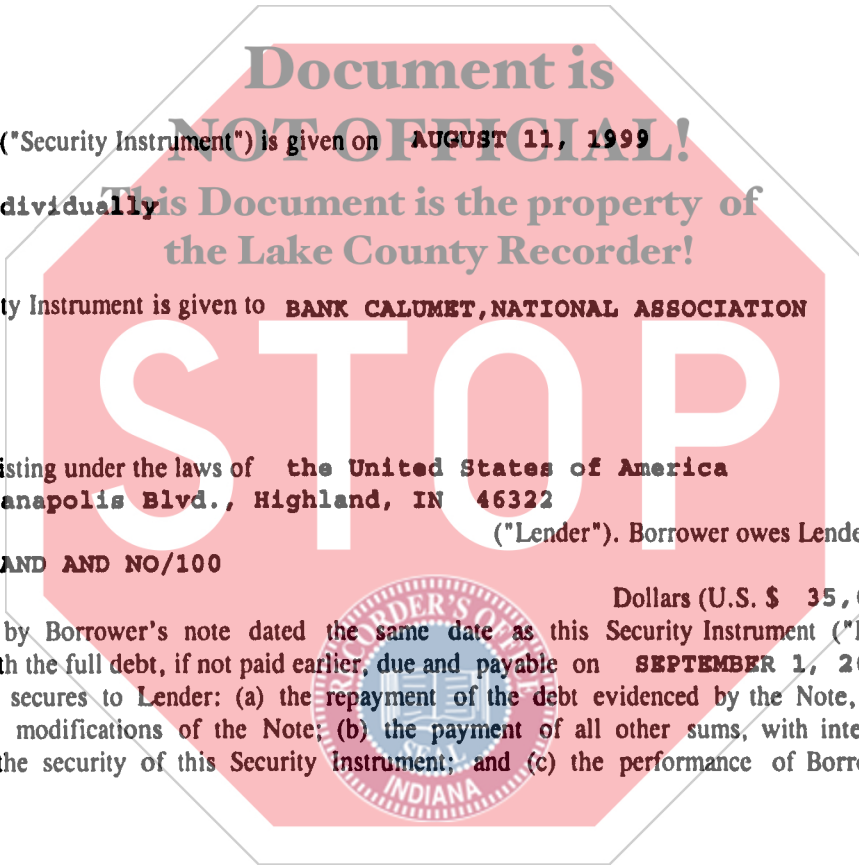 Document is
NOT OFFICIAL!
("Security Instrument") is given on AUGUST 11, 1999
This Document is the property of
dividually
the Lake County Recorder!
ty Instrument is given to BANK CALUMET,NATIONAL ASSOCIATION
STOP
isting under the laws of the United States of America
anapolis Blvd., Highland, IN 46322
("Lender"). Borrower owes Lende
AND AND NO/100
Dollars (U.S. $ 35,
by Borrower's note dated the same date as this Security Instrument ("
th the full debt, if not paid earlier, due and payable on SEPTEMBER 1, 2
secures to Lender: (a) the repayment of the debt evidenced by the Note,
modifications of the Note; (b) the payment of all other sums, with inte
the security of this Security Instrument; and (c) the performance of Borro
RECORDER'S OFFICE
SEAL
INDIANA